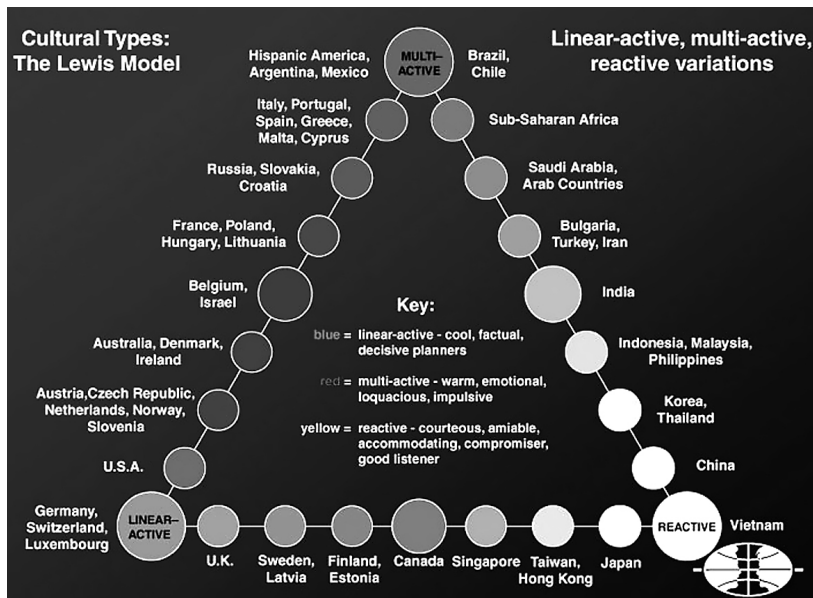 Cultural Types:
The Lewis Model
Linear-active, multi-active,
reactive variations
Hispanic America,
Argentina, Mexico
MULTI-
ACTIVE
Brazil,
Chile
Italy, Portugal,
Spain, Greece,
Malta, Cyprus
Sub-Saharan Africa
Russia, Slovakia,
Croatia
Saudi Arabia,
Arab Countries
France, Poland,
Hungary, Lithuania
Bulgaria,
Turkey, Iran
Belgium,
Israel
India
Key:
blue = linear-active - cool, factual,
decisive planners
red = multi-active - warm, emotional,
loquacious, impulsive
yellow = reactive - courteous, amiable,
accommodating, compromiser,
good listener
Australia, Denmark,
Ireland
Indonesia, Malaysia,
Philippines
Austria,Czech Republic,
Netherlands, Norway,
Slovenia
Korea,
Thailand
U.S.A.
China
Germany,
Switzerland,
Luxembourg
LINEAR-
ACTIVE
REACTIVE
Vietnam
U.K.
Sweden,
Latvia
Finland,
Estonia
Canada
Singapore
Taiwan,
Hong Kong
Japan